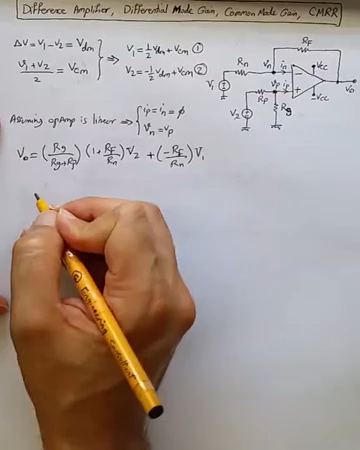 Difference Amplifier, Differential Mode Gain, Common Mode Gain, CMRR
ΔV = V1 - V2 = Vdm
(V1 + V2)/2 = Vcm
⇒
V1 = 1/2 Vdm + Vcm ①
V2 = -1/2 Vdm + Vcm ②
RF
Rn
Vn
in
+Vcc
V1
Vo
Rp
Vp
ip
-Vcc
V2
Rg
Assuming opAmp is linear ⇒ { ip = in = ∅
Vn = Vp
Vo = (Rg/(Rg+Rp)) (1 + RF/Rn) V2 + (-RF/Rn) V1
Engineering